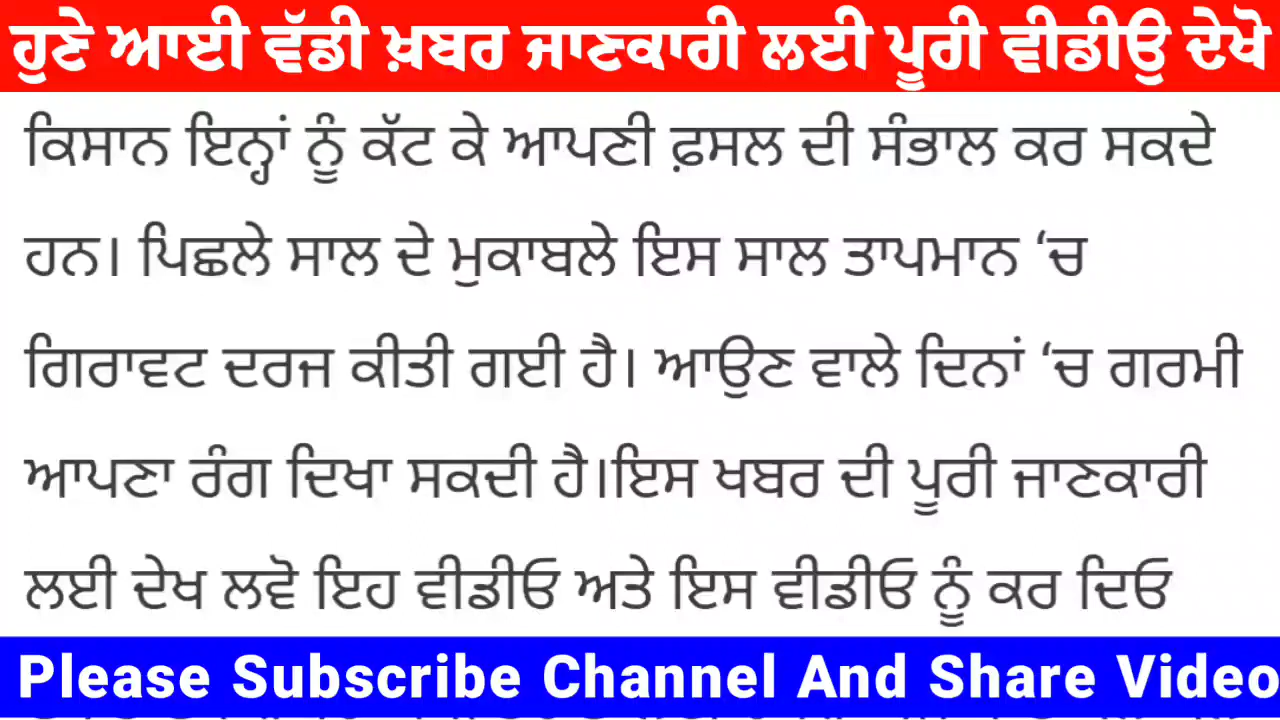 ਹੁਣੇ ਆਈ ਵੱਡੀ ਖ਼ਬਰ ਜਾਣਕਾਰੀ ਲਈ ਪੂਰੀ ਵੀਡੀਉ ਦੇਖੋ
ਕਿਸਾਨ ਇਨ੍ਹਾਂ ਨੂੰ ਕੱਟ ਕੇ ਆਪਣੀ ਫ਼ਸਲ ਦੀ ਸੰਭਾਲ ਕਰ ਸਕਦੇ
ਹਨ। ਪਿਛਲੇ ਸਾਲ ਦੇ ਮੁਕਾਬਲੇ ਇਸ ਸਾਲ ਤਾਪਮਾਨ ‘ਚ
ਗਿਰਾਵਟ ਦਰਜ ਕੀਤੀ ਗਈ ਹੈ। ਆਉਣ ਵਾਲੇ ਦਿਨਾਂ ‘ਚ ਗਰਮੀ
ਆਪਣਾ ਰੰਗ ਦਿਖਾ ਸਕਦੀ ਹੈ।ਇਸ ਖਬਰ ਦੀ ਪੂਰੀ ਜਾਣਕਾਰੀ
ਲਈ ਦੇਖ ਲਵੋ ਇਹ ਵੀਡੀਓ ਅਤੇ ਇਸ ਵੀਡੀਓ ਨੂੰ ਕਰ ਦਿਓ
Please Subscribe Channel And Share Video